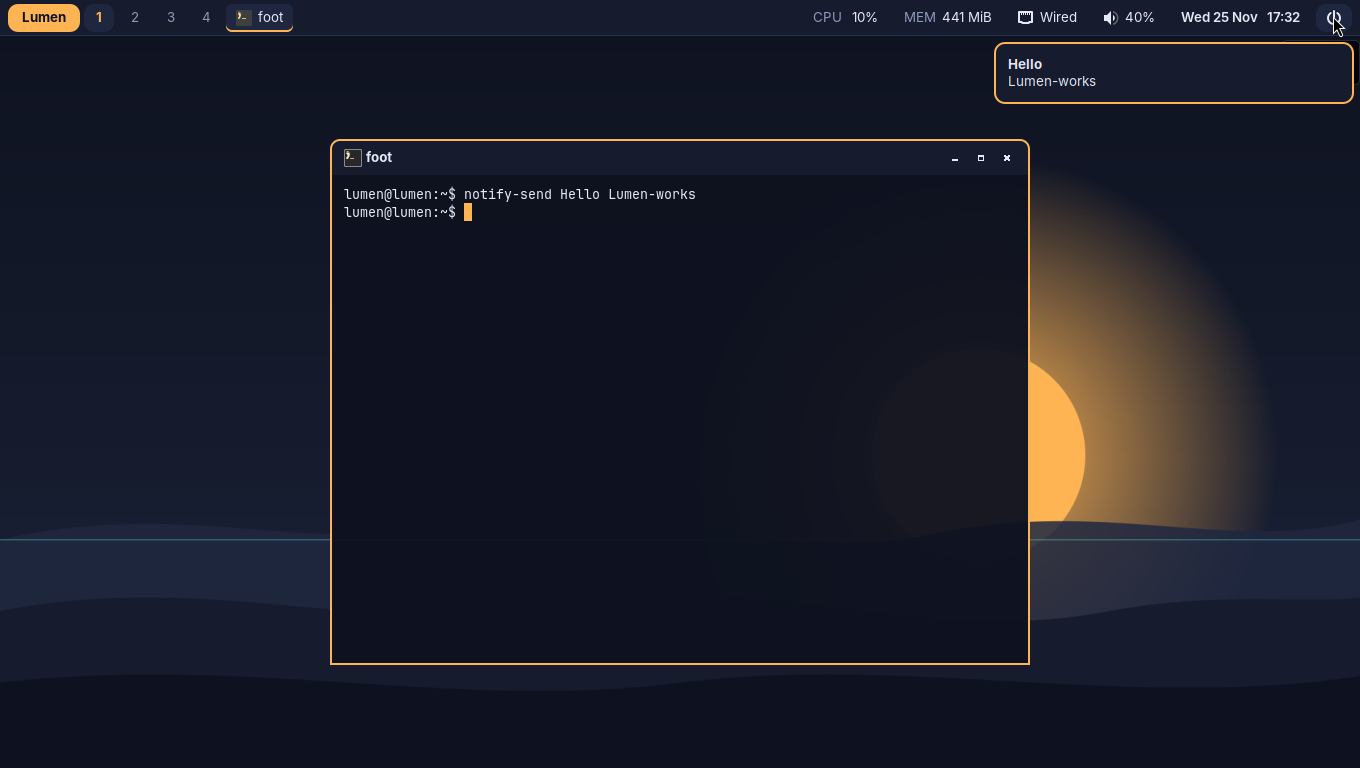 Lumen 1 2 3 4 foot CPU 10% MEM 441 MiB Wired 40% Wed 25 Nov 17:32
Hello
Lumen-works
foot
lumen@lumen:~$ notify-send Hello Lumen-works
lumen@lumen:~$